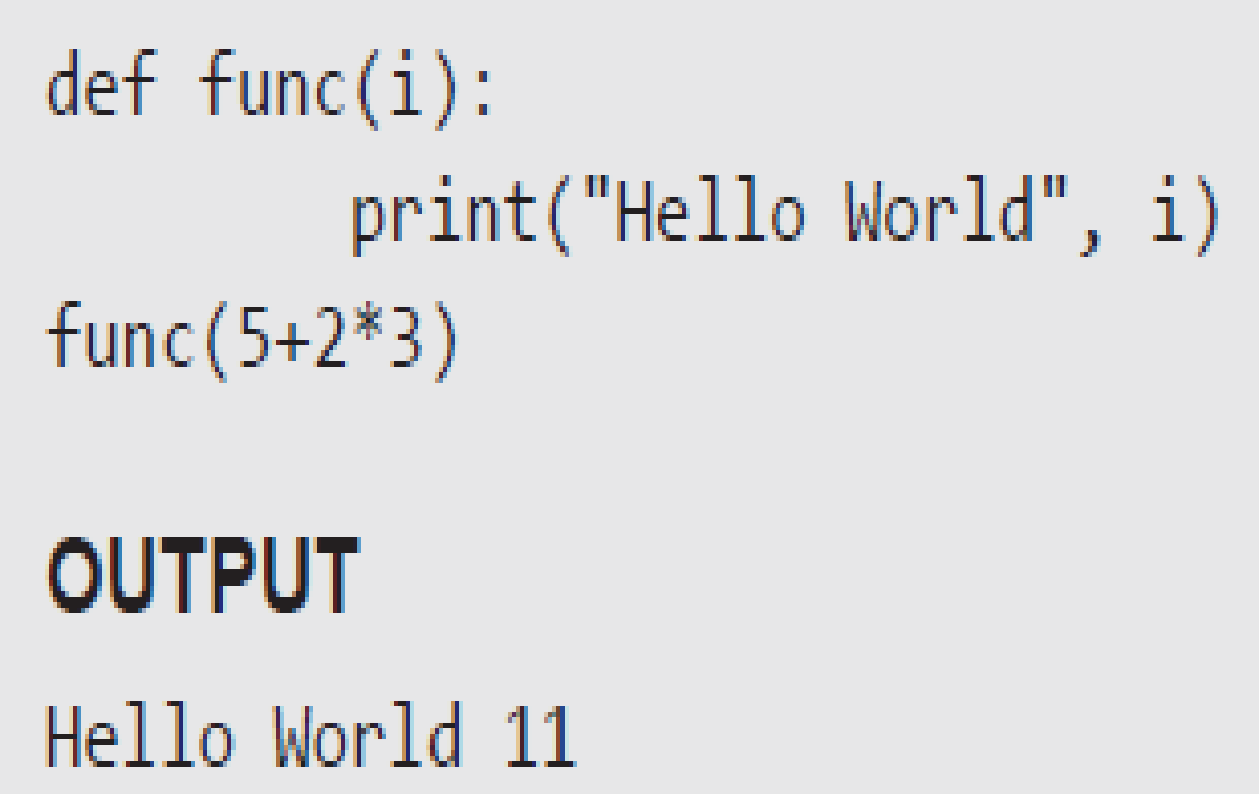 def func(i):
        print("Hello World", i)
func(5+2*3)
OUTPUT
Hello World 11